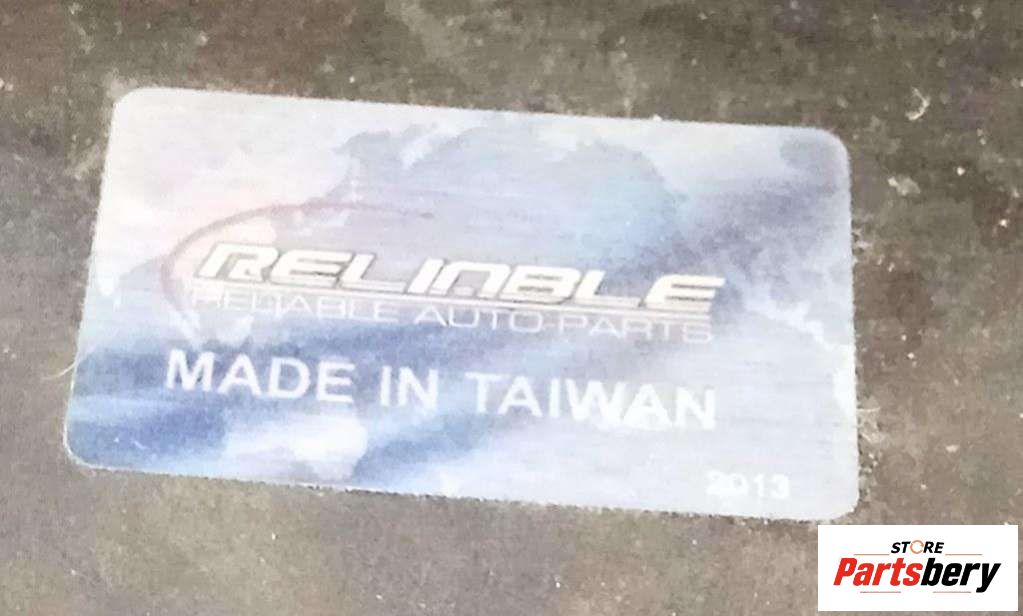 RELIABLE
RELIABLE AUTO PARTS
MADE IN TAIWAN
2013
STORE
Partsbery